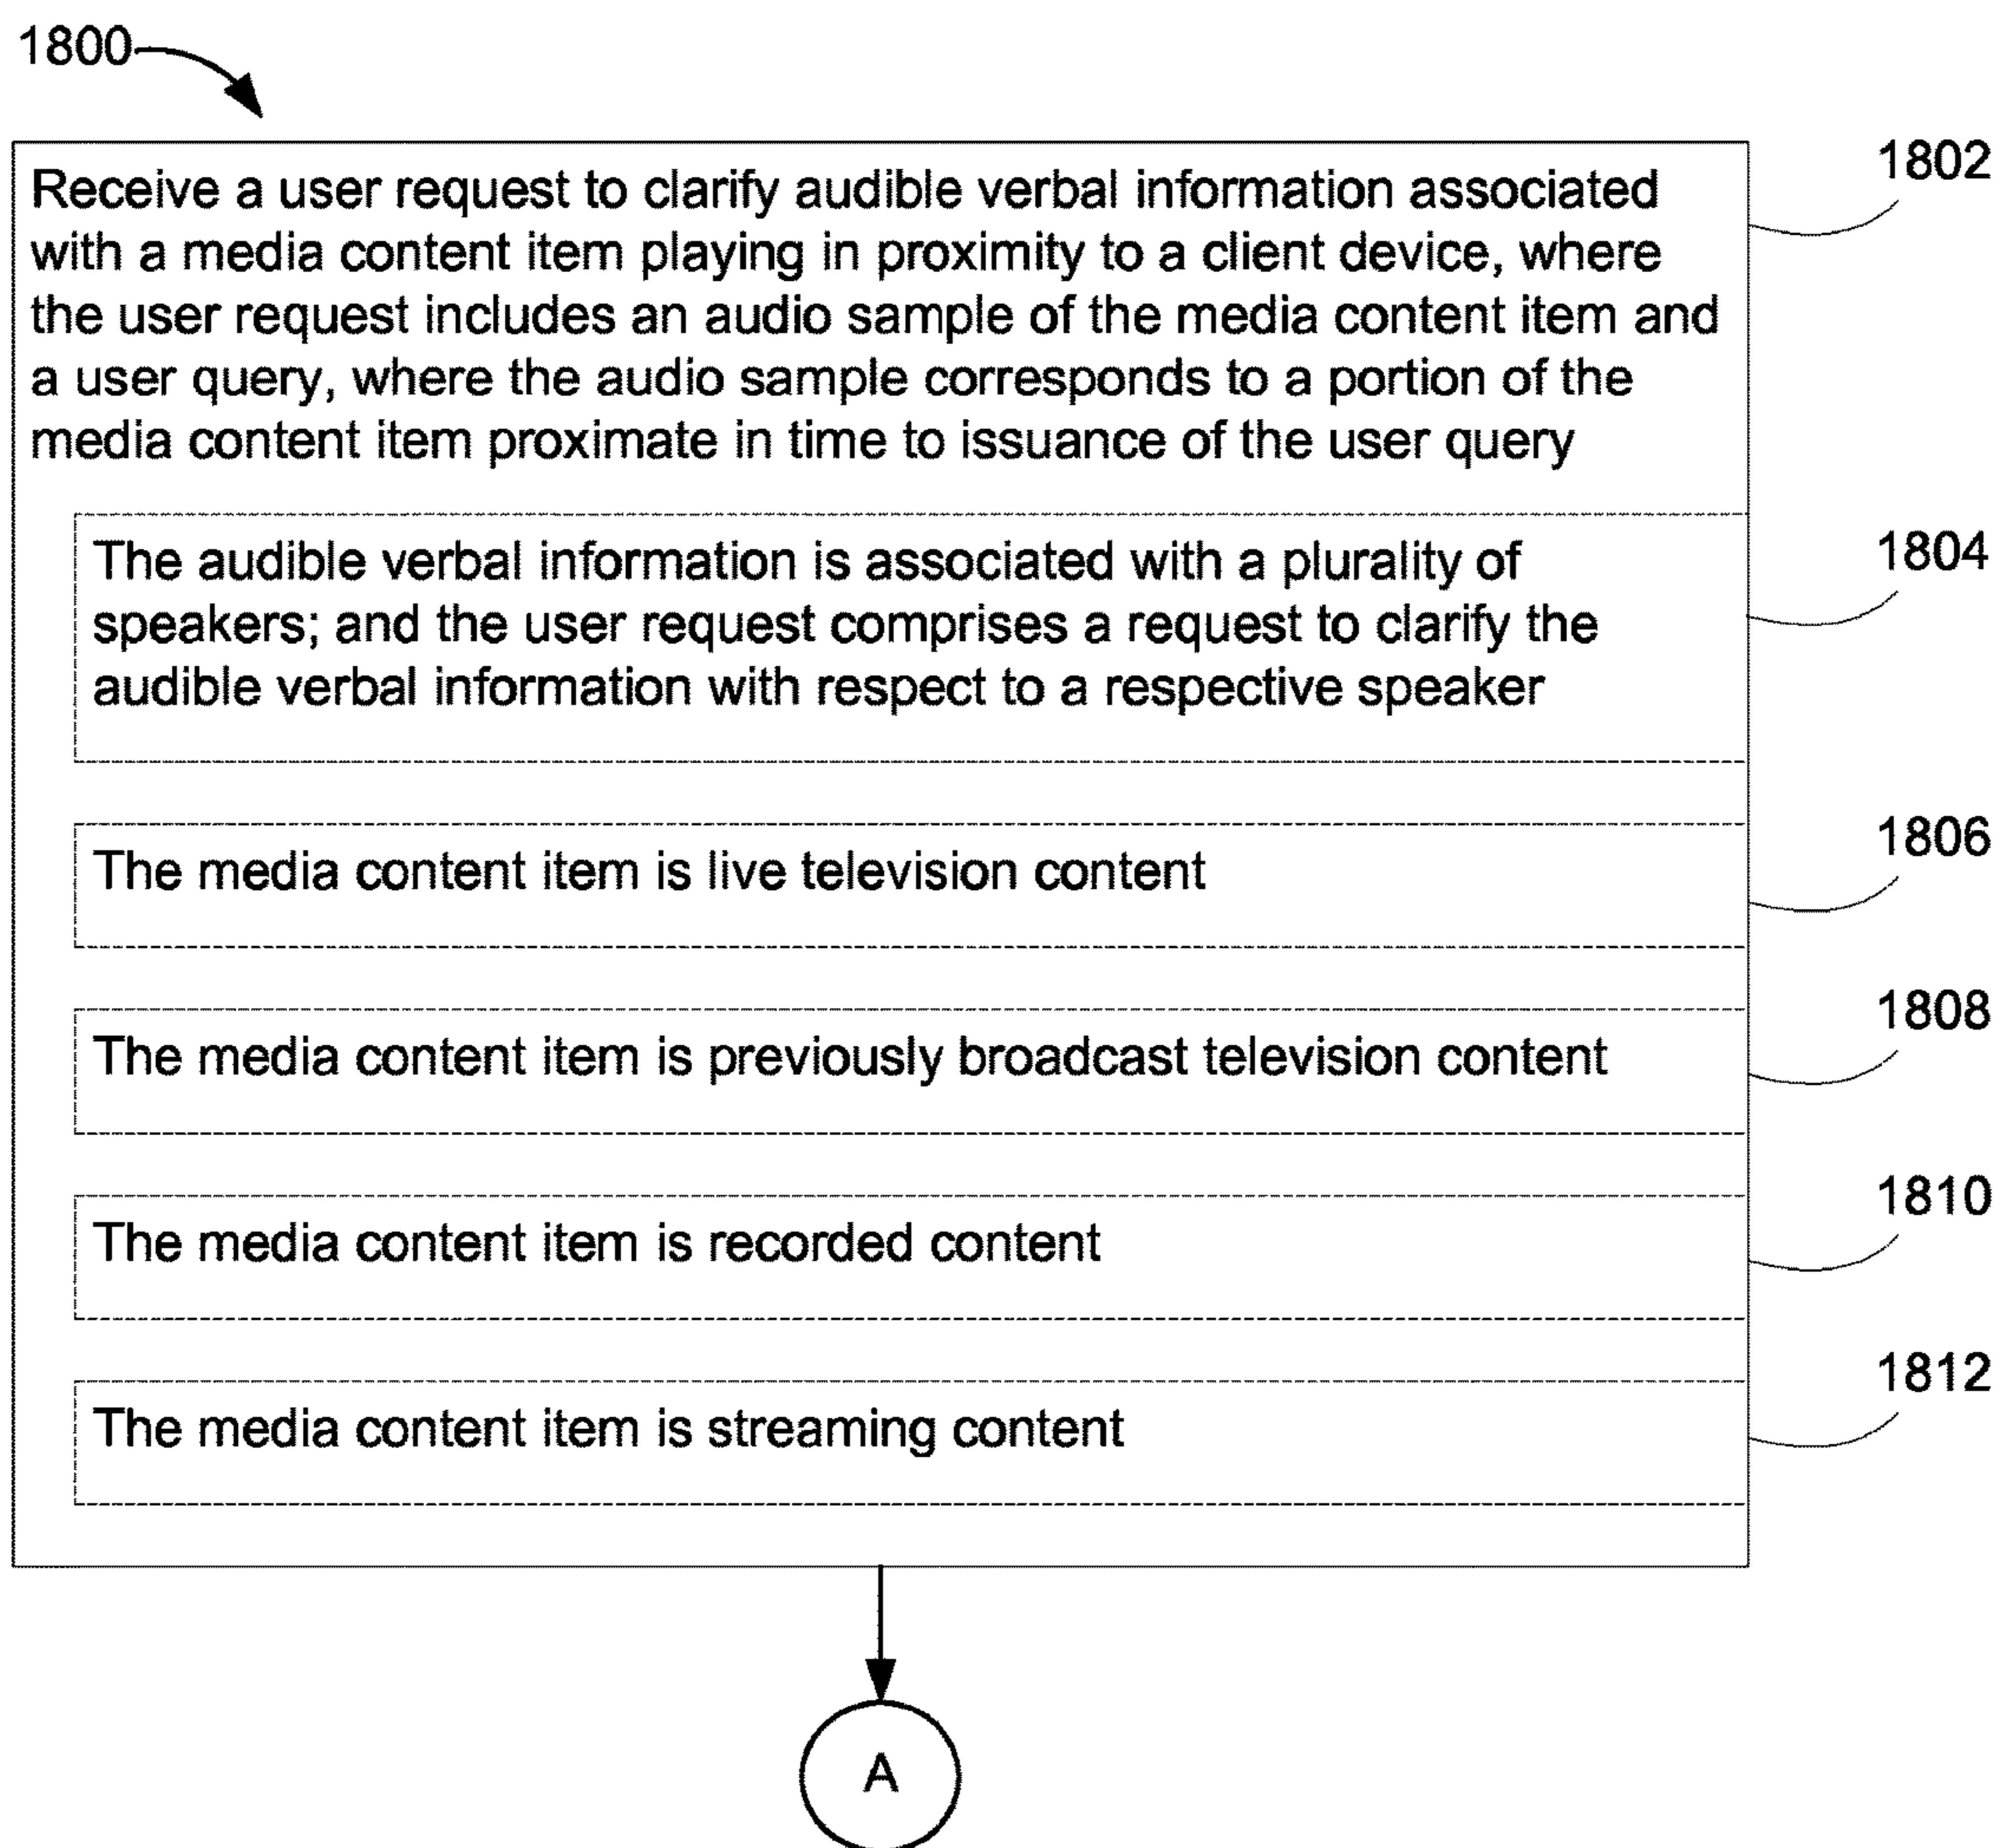 1800
1802
Receive a user request to clarify audible verbal information associated
with a media content item playing in proximity to a client device, where
the user request includes an audio sample of the media content item and
a user query, where the audio sample corresponds to a portion of the
media content item proximate in time to issuance of the user query
1804
The audible verbal information is associated with a plurality of
speakers; and the user request comprises a request to clarify the
audible verbal information with respect to a respective speaker
1806
The media content item is live television content
1808
The media content item is previously broadcast television content
1810
The media content item is recorded content
1812
The media content item is streaming content
A